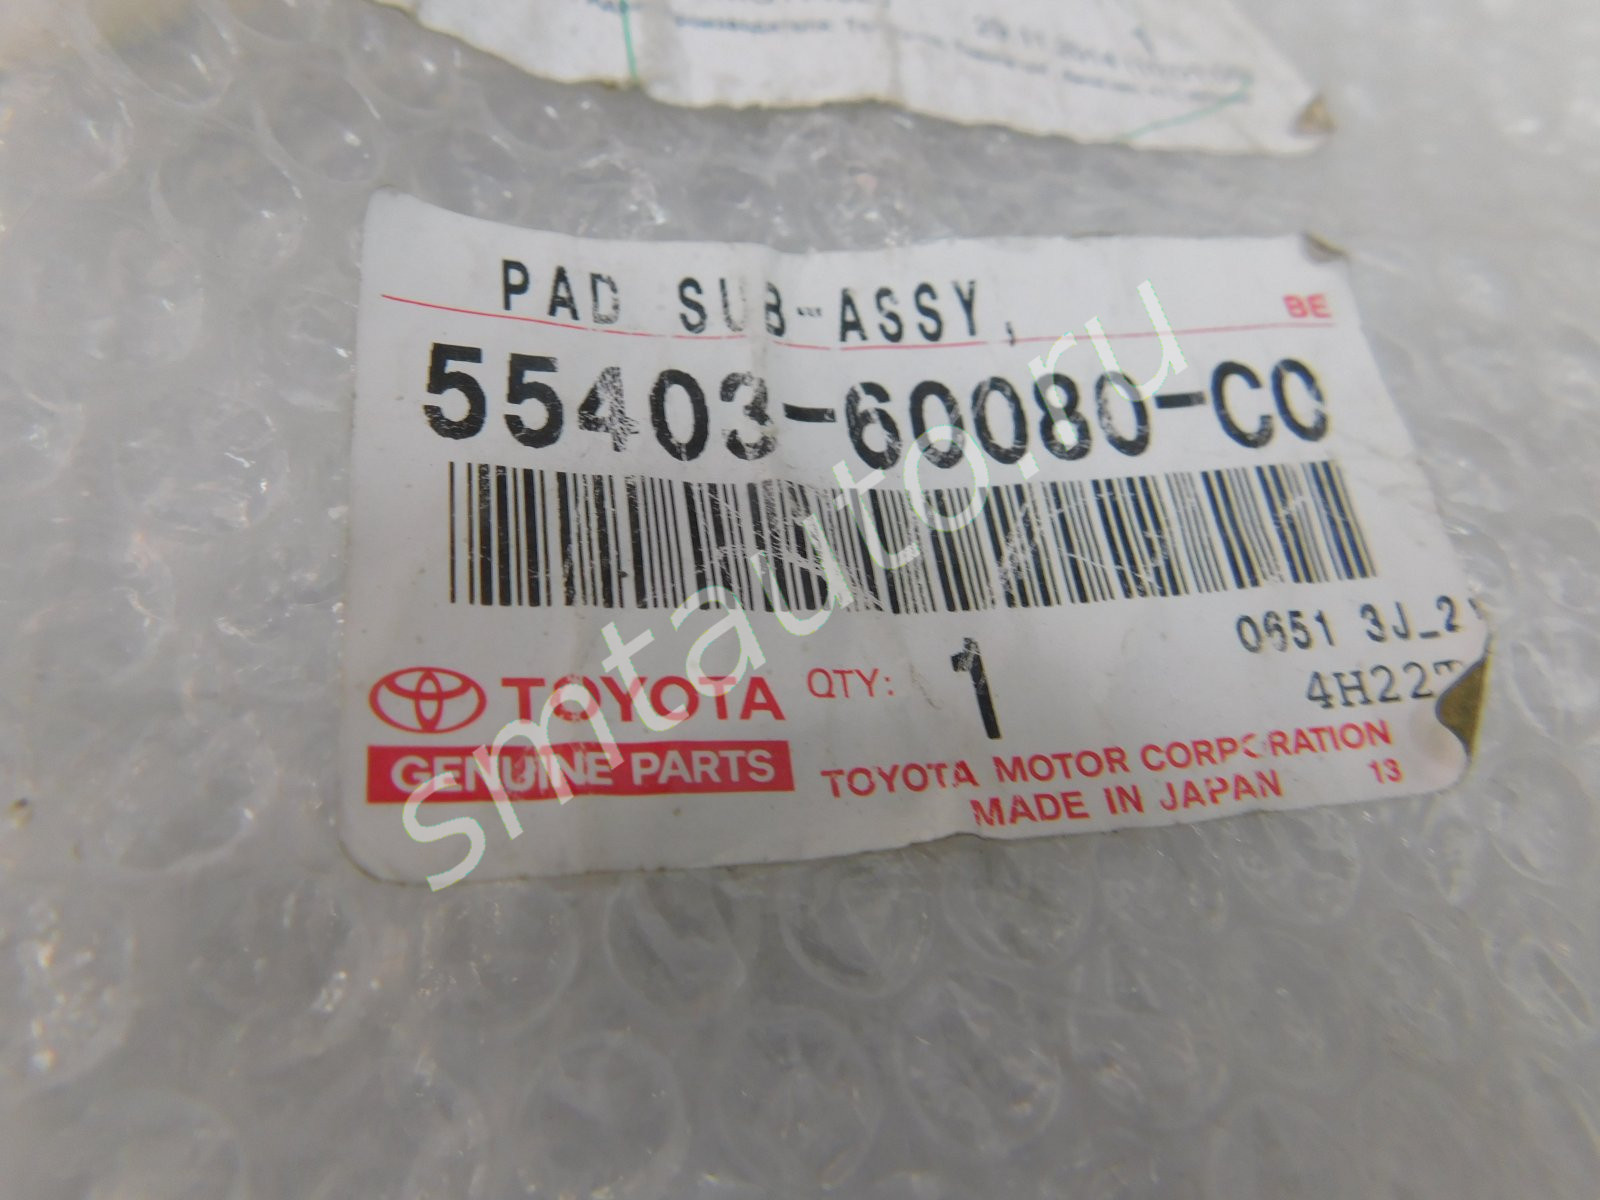 PAD SUB-ASSY,
BE
55403-60080-C0
0651 3J_2
4H22
TOYOTA
QTY: 1
GENUINE PARTS
TOYOTA MOTOR CORPORATION
MADE IN JAPAN 13
smtauto.ru